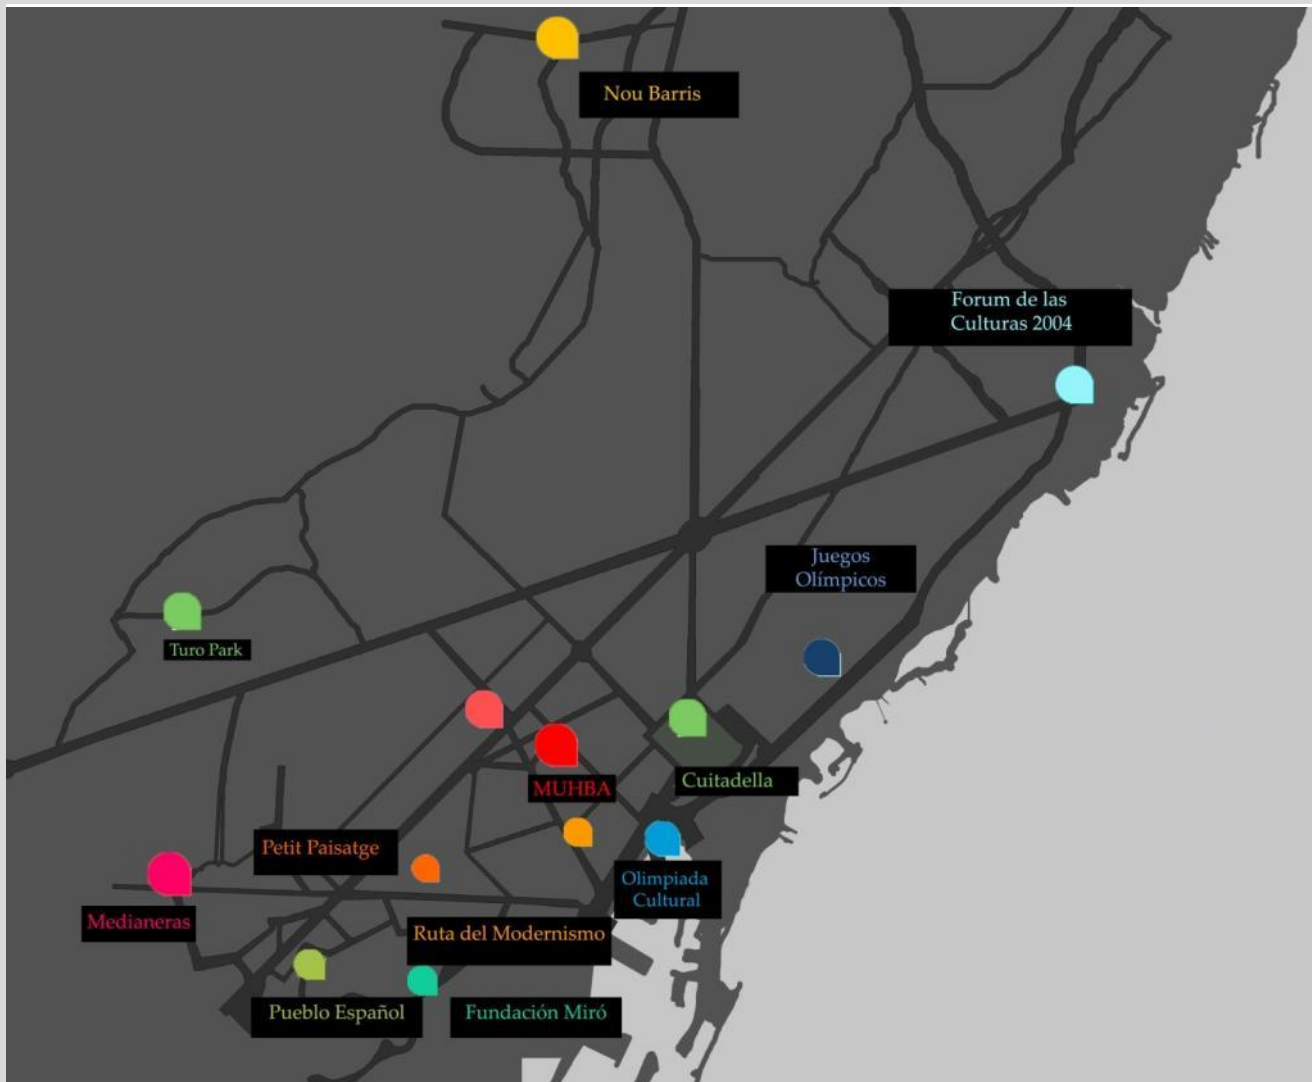 Nou Barris
Forum de las
Culturas 2004
Juegos
Olímpicos
Turo Park
MUHBA
Cuitadella
Petit Paisatge
Olimpiada
Cultural
Medianeras
Ruta del Modernismo
Pueblo Español
Fundación Miró